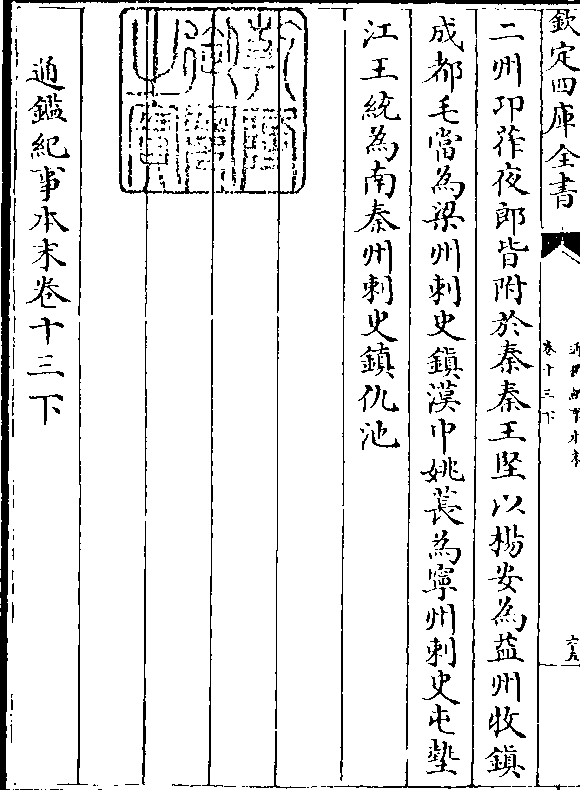 欽定四庫全書
通鑑紀事本末
卷十三下
六五
二州卭莋夜郎皆附於秦秦王堅以楊安為益州牧鎮
成都毛當為梁州刺史鎮漢中姚萇為寧州刺史屯墊
江王統為南秦州刺史鎮仇池
通鑑紀事本末卷十三下